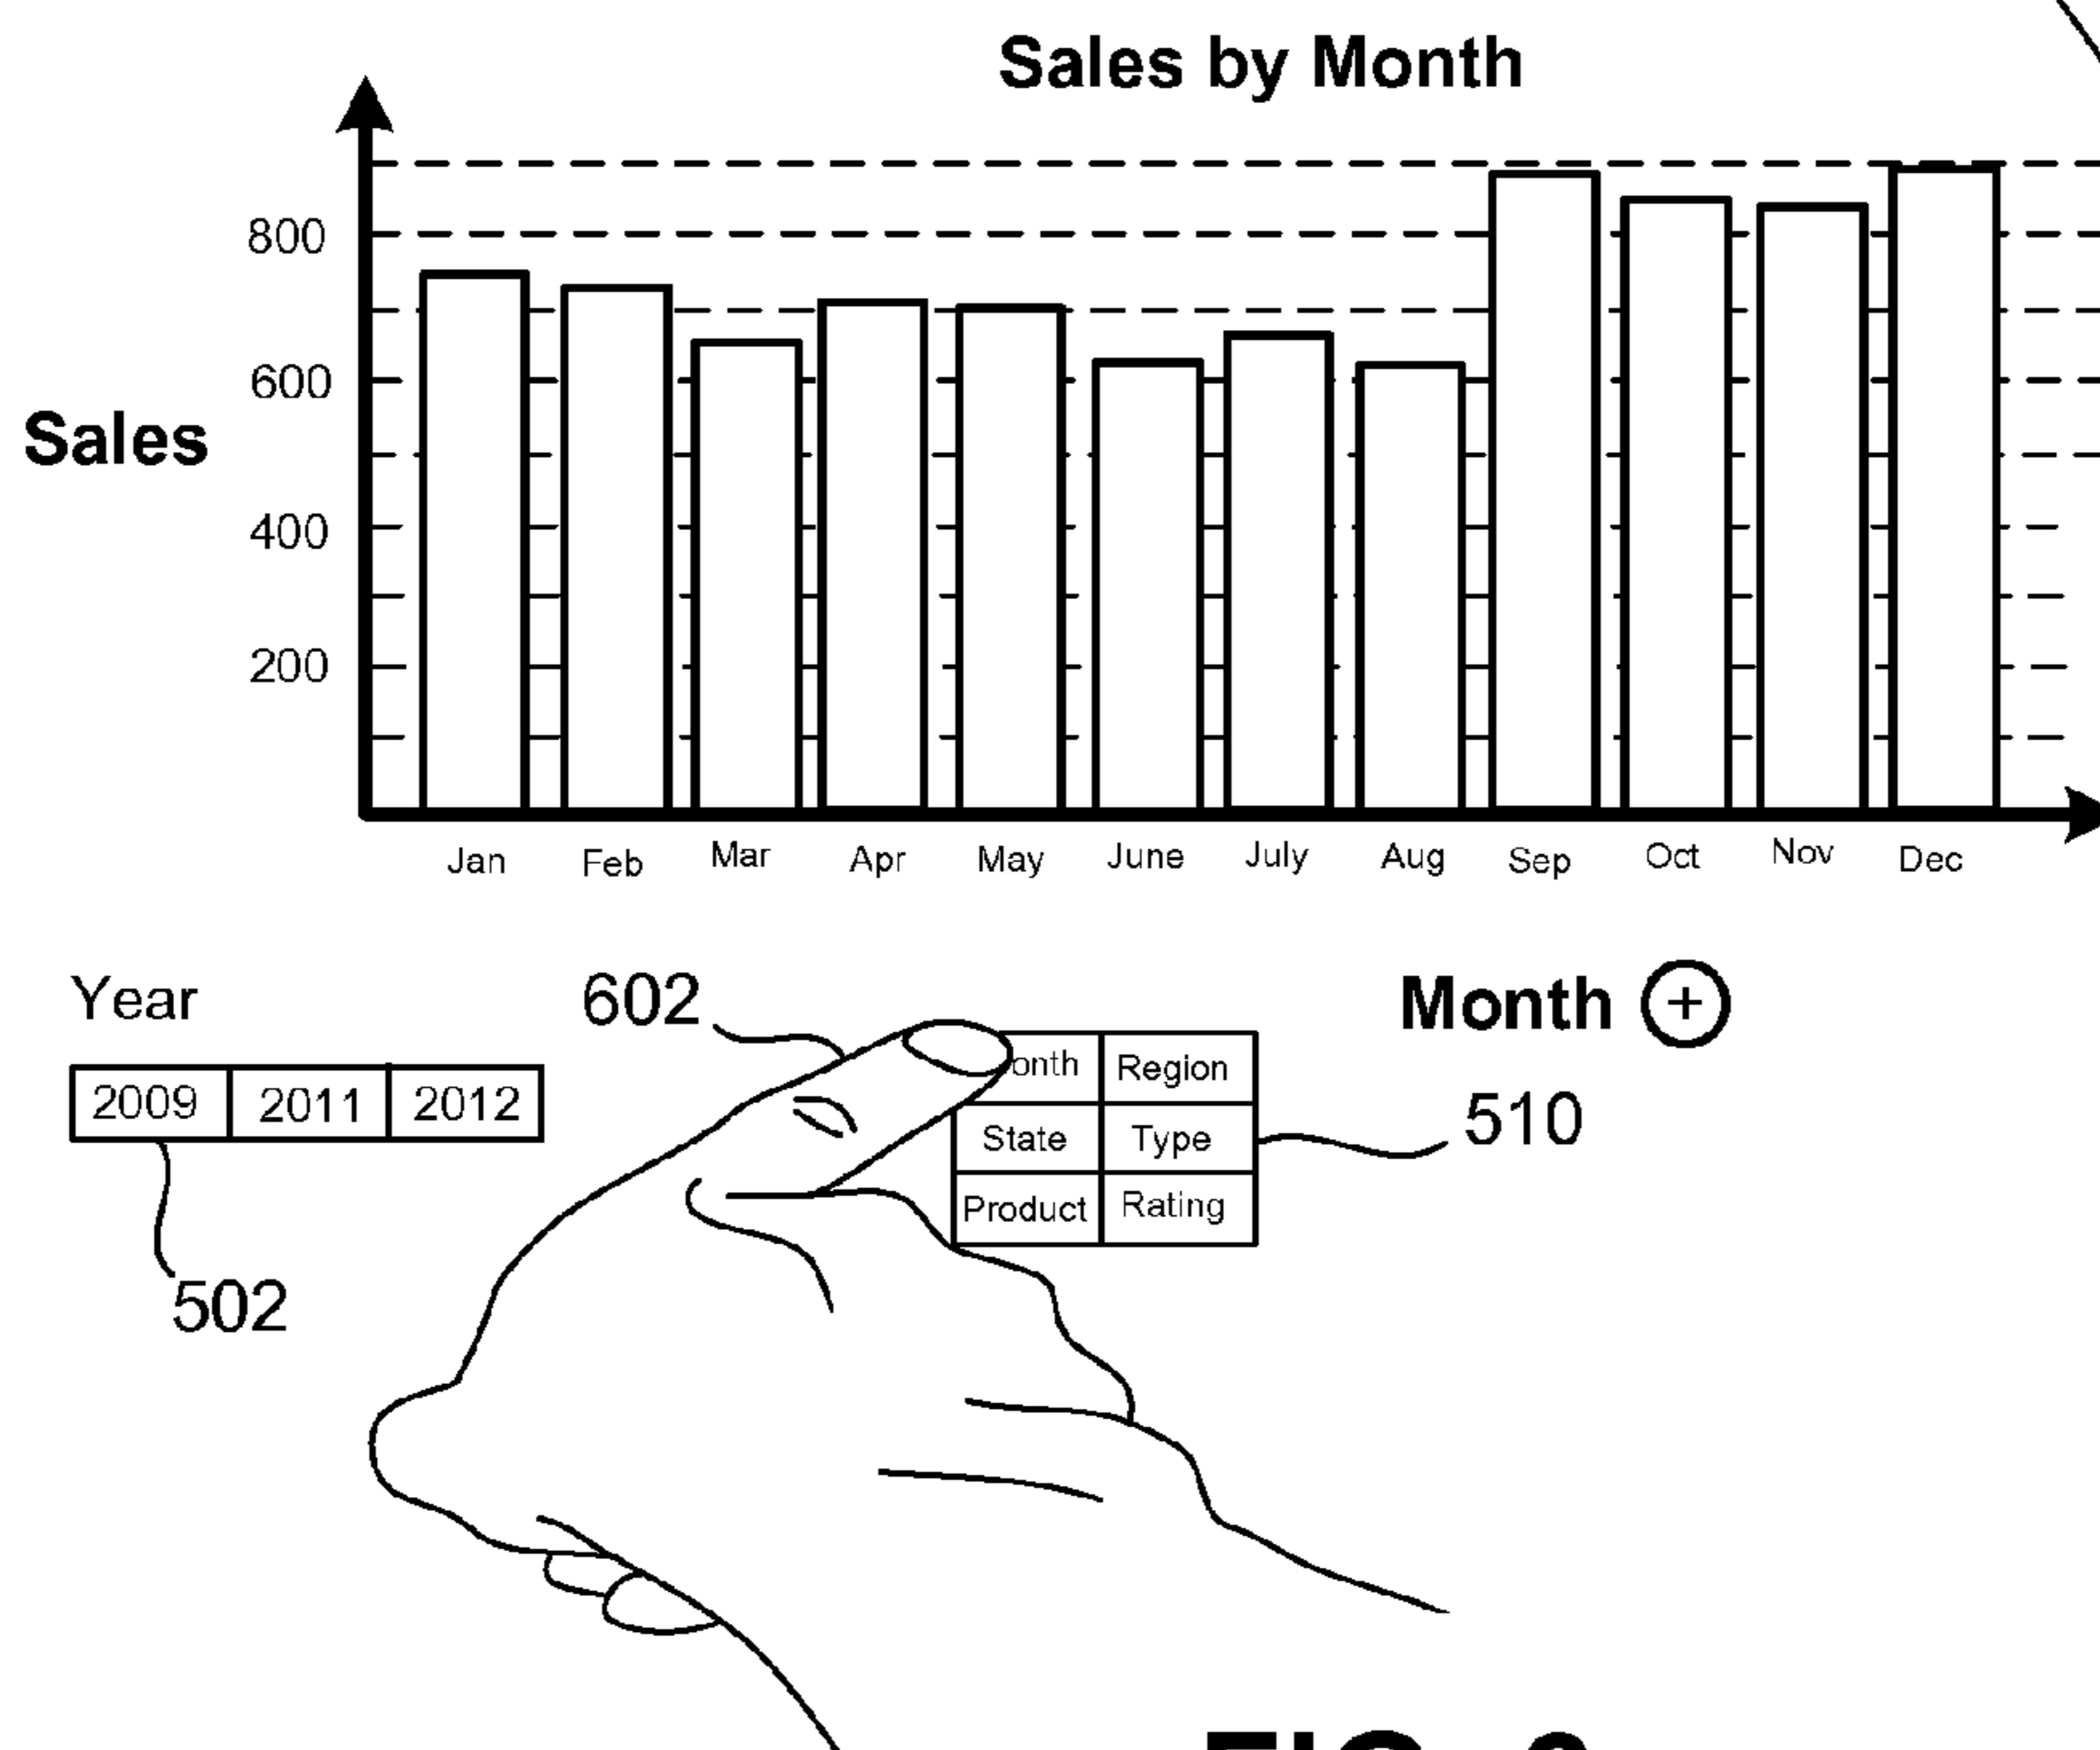 Sales by Month
800
600
Sales
400
200
Jan Feb Mar Apr May June July Aug Sep Oct Nov Dec
Year
602
Month +
2009 2011 2012
onth Region
510
State Type
Product Rating
502